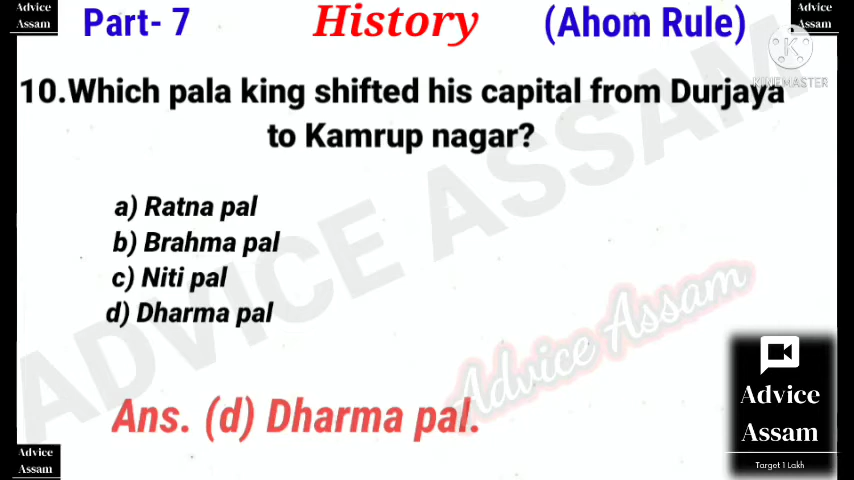 Advice
Assam
Part- 7
History
(Ahom Rule)
Advice
Assam
KINEMASTER
10.Which pala king shifted his capital from Durjaya
to Kamrup nagar?
a) Ratna pal
b) Brahma pal
c) Niti pal
d) Dharma pal
ADVICE ASSAM
Advice Assam
Ans. (d) Dharma pal.
Advice
Assam
Target 1 Lakh
Advice
Assam